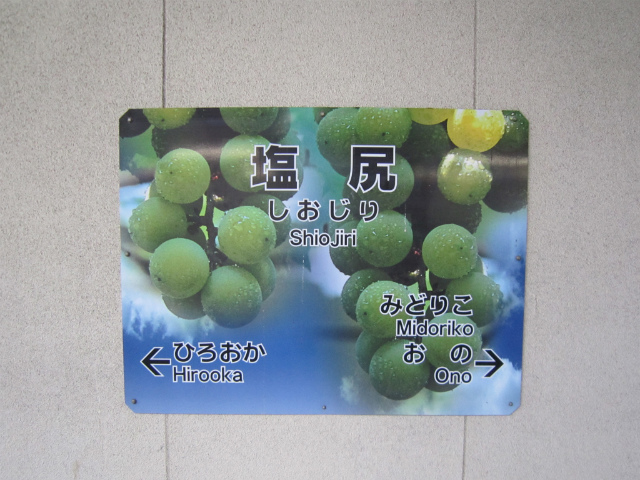 塩尻
しおじり
Shiojiri
みどりこ
Midoriko
← ひろおか
Hirooka
おの →
Ono